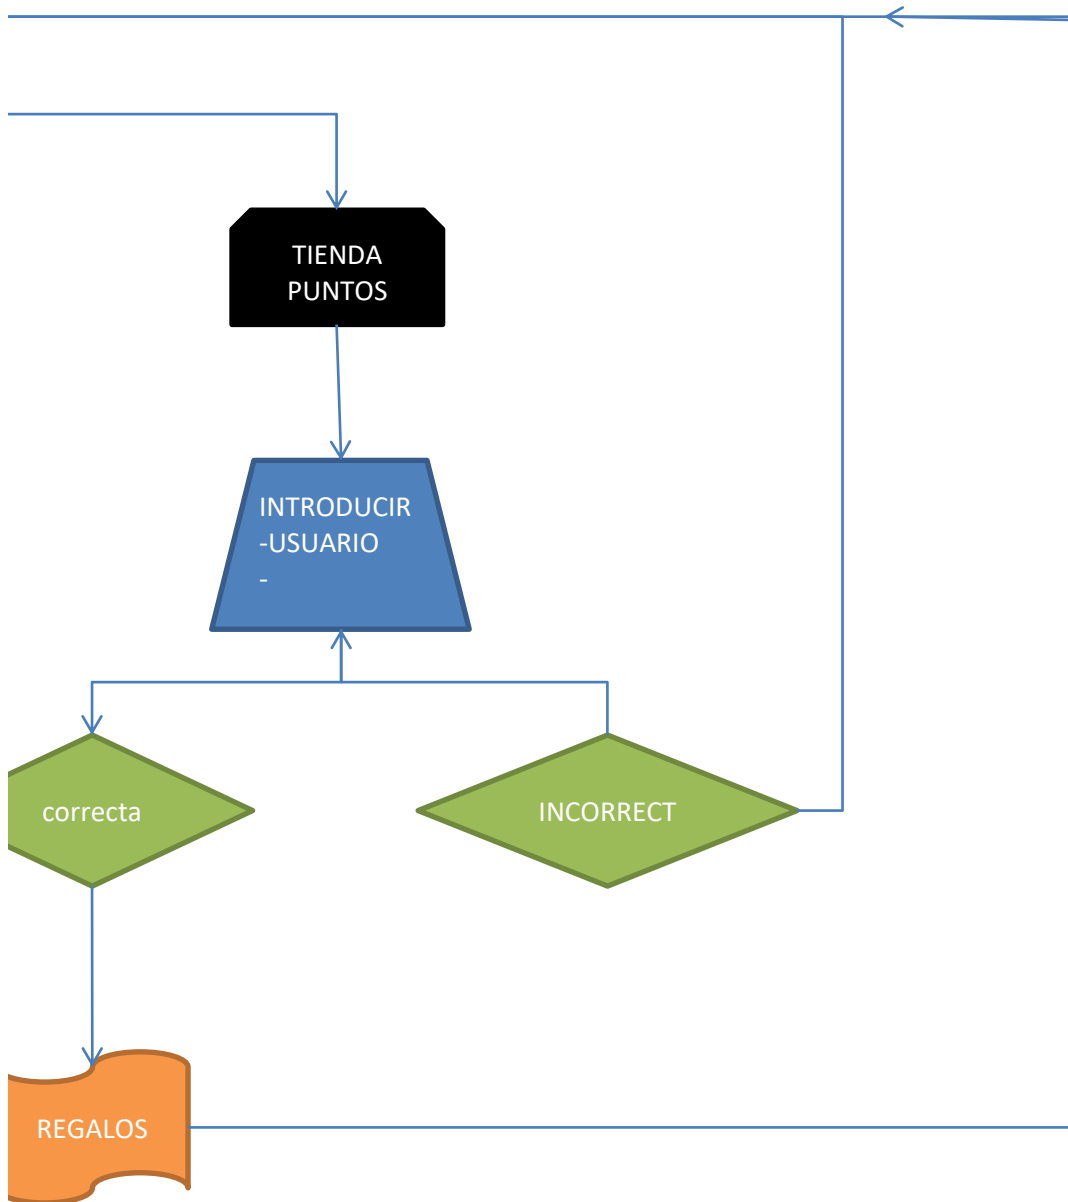 TIENDA
PUNTOS
INTRODUCIR
-USUARIO
-
correcta
INCORRECT
REGALOS